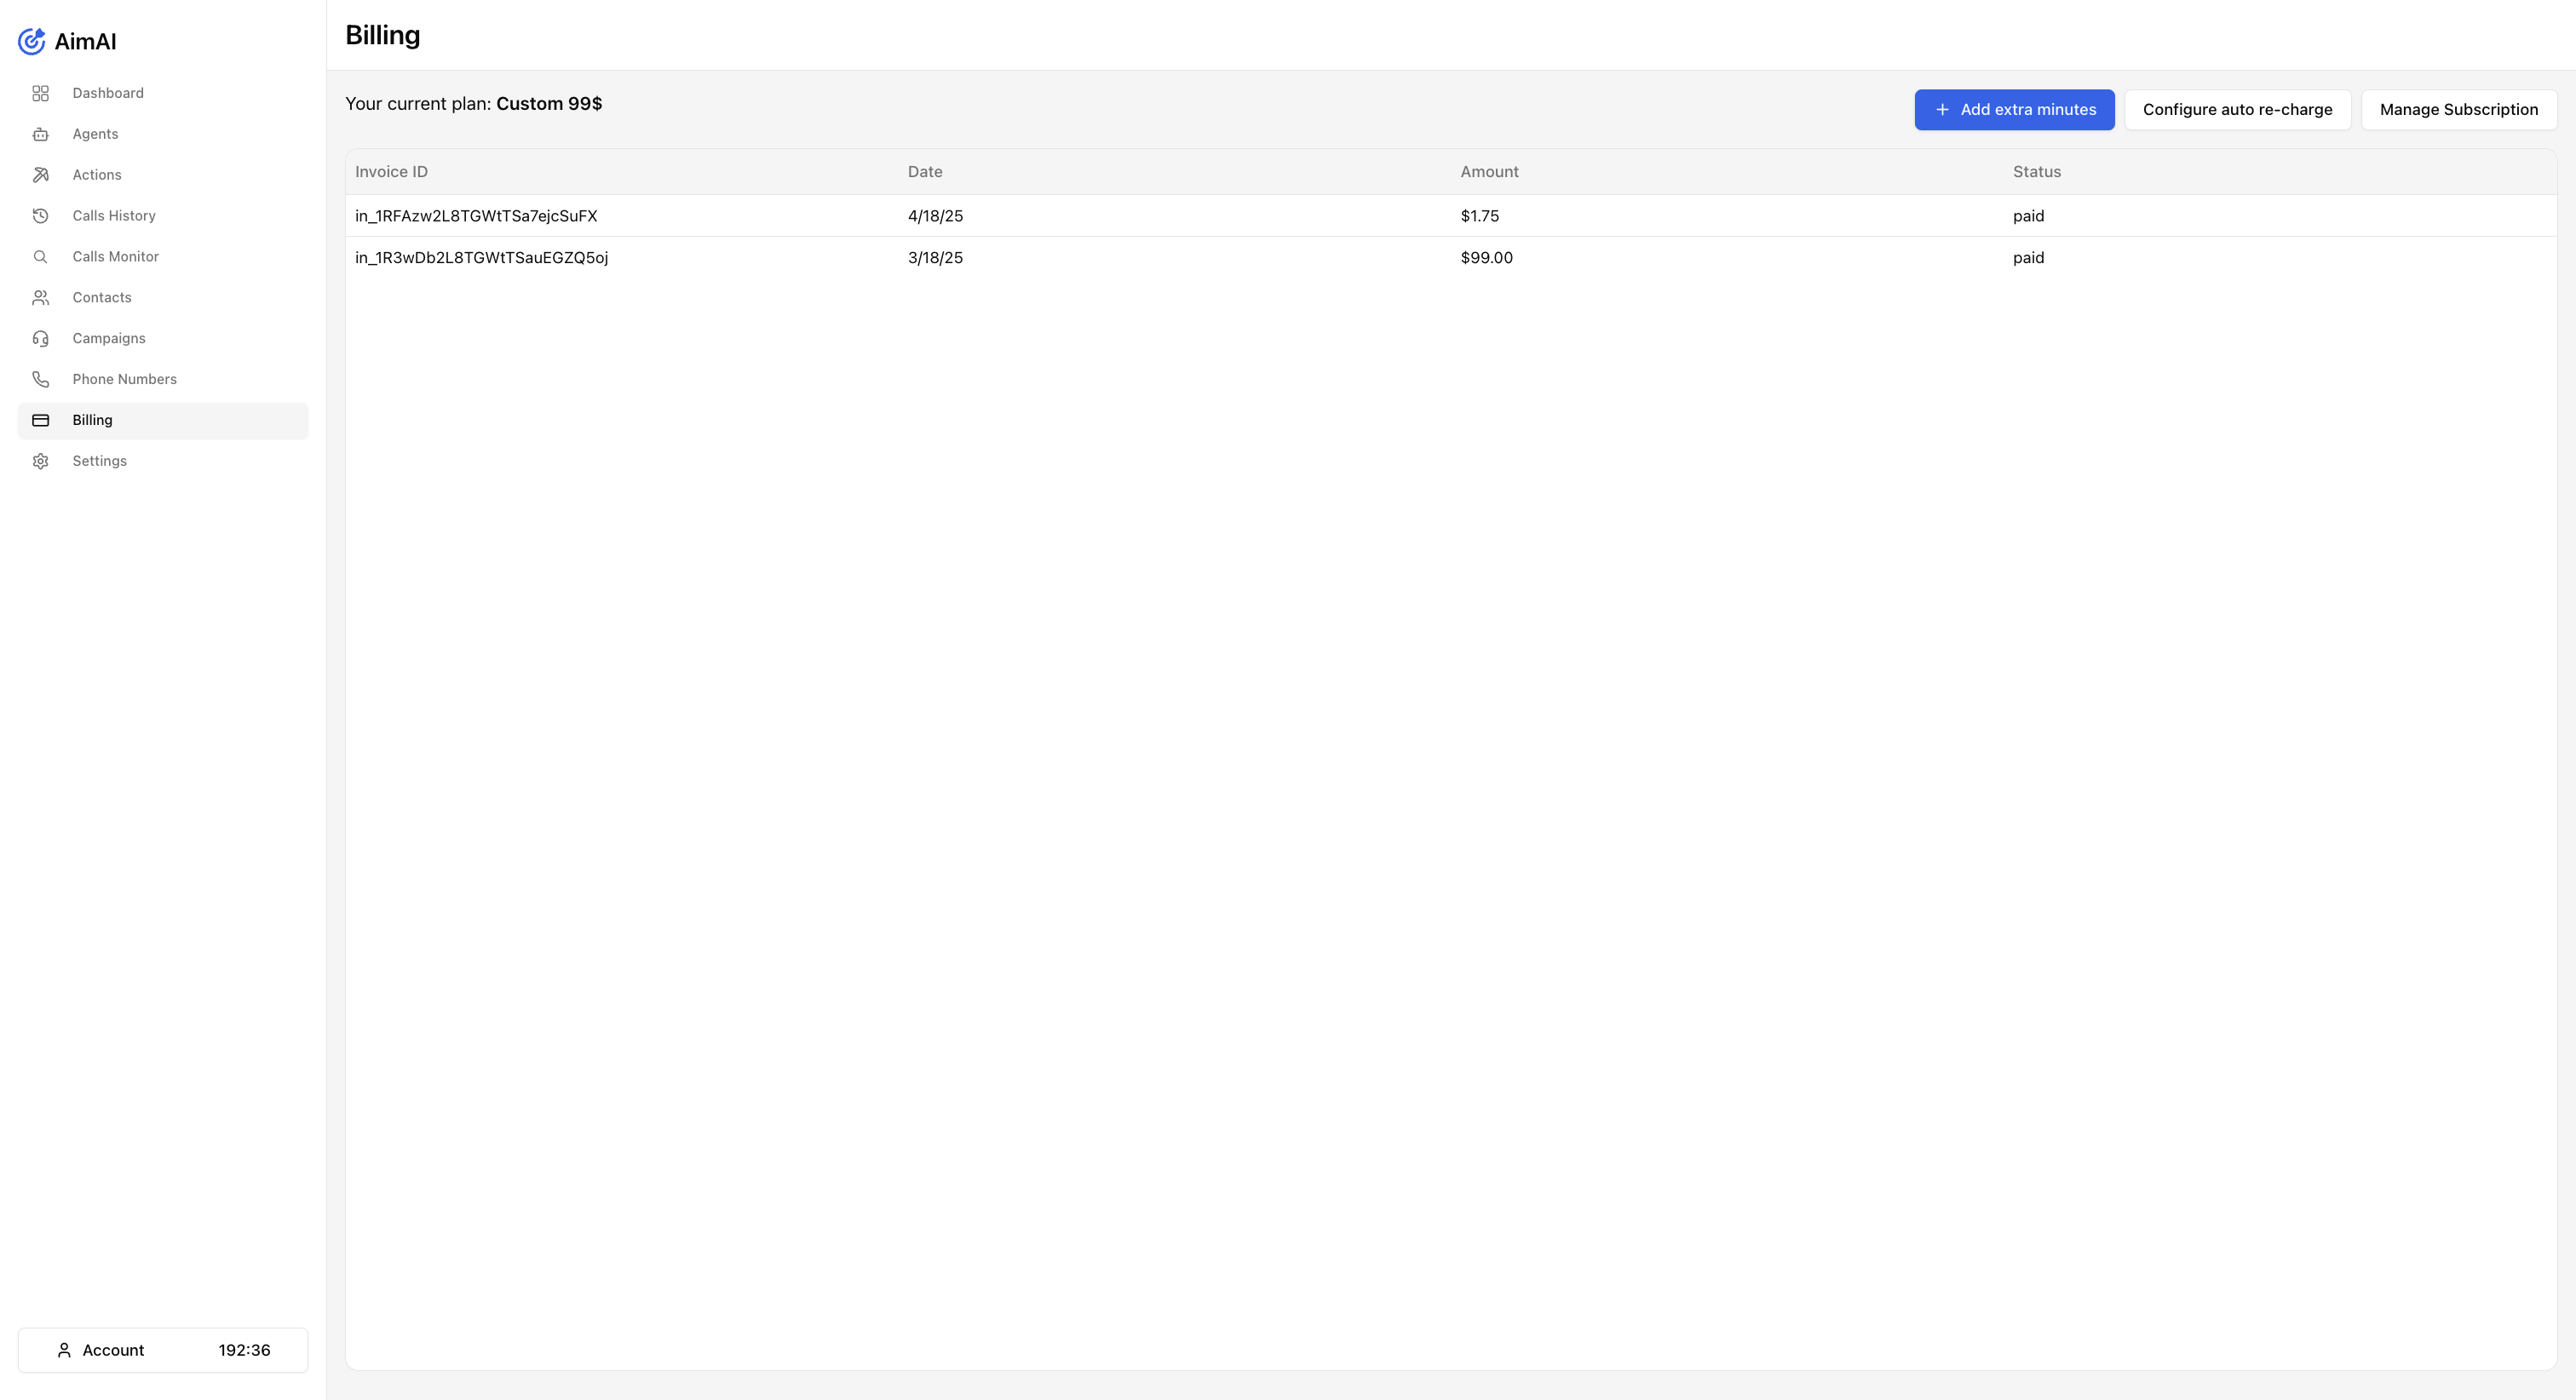 AimAI
Dashboard
Agents
Actions
Calls History
Calls Monitor
Contacts
Campaigns
Phone Numbers
Billing
Settings
Account 192:36
Billing
Your current plan: Custom 99$
Add extra minutes Configure auto re-charge Manage Subscription
Invoice ID Date Amount Status
in_1RFAzw2L8TGWtTSa7ejcSuFX 4/18/25 $1.75 paid
in_1R3wDb2L8TGWtTSauEGZQ5oj 3/18/25 $99.00 paid